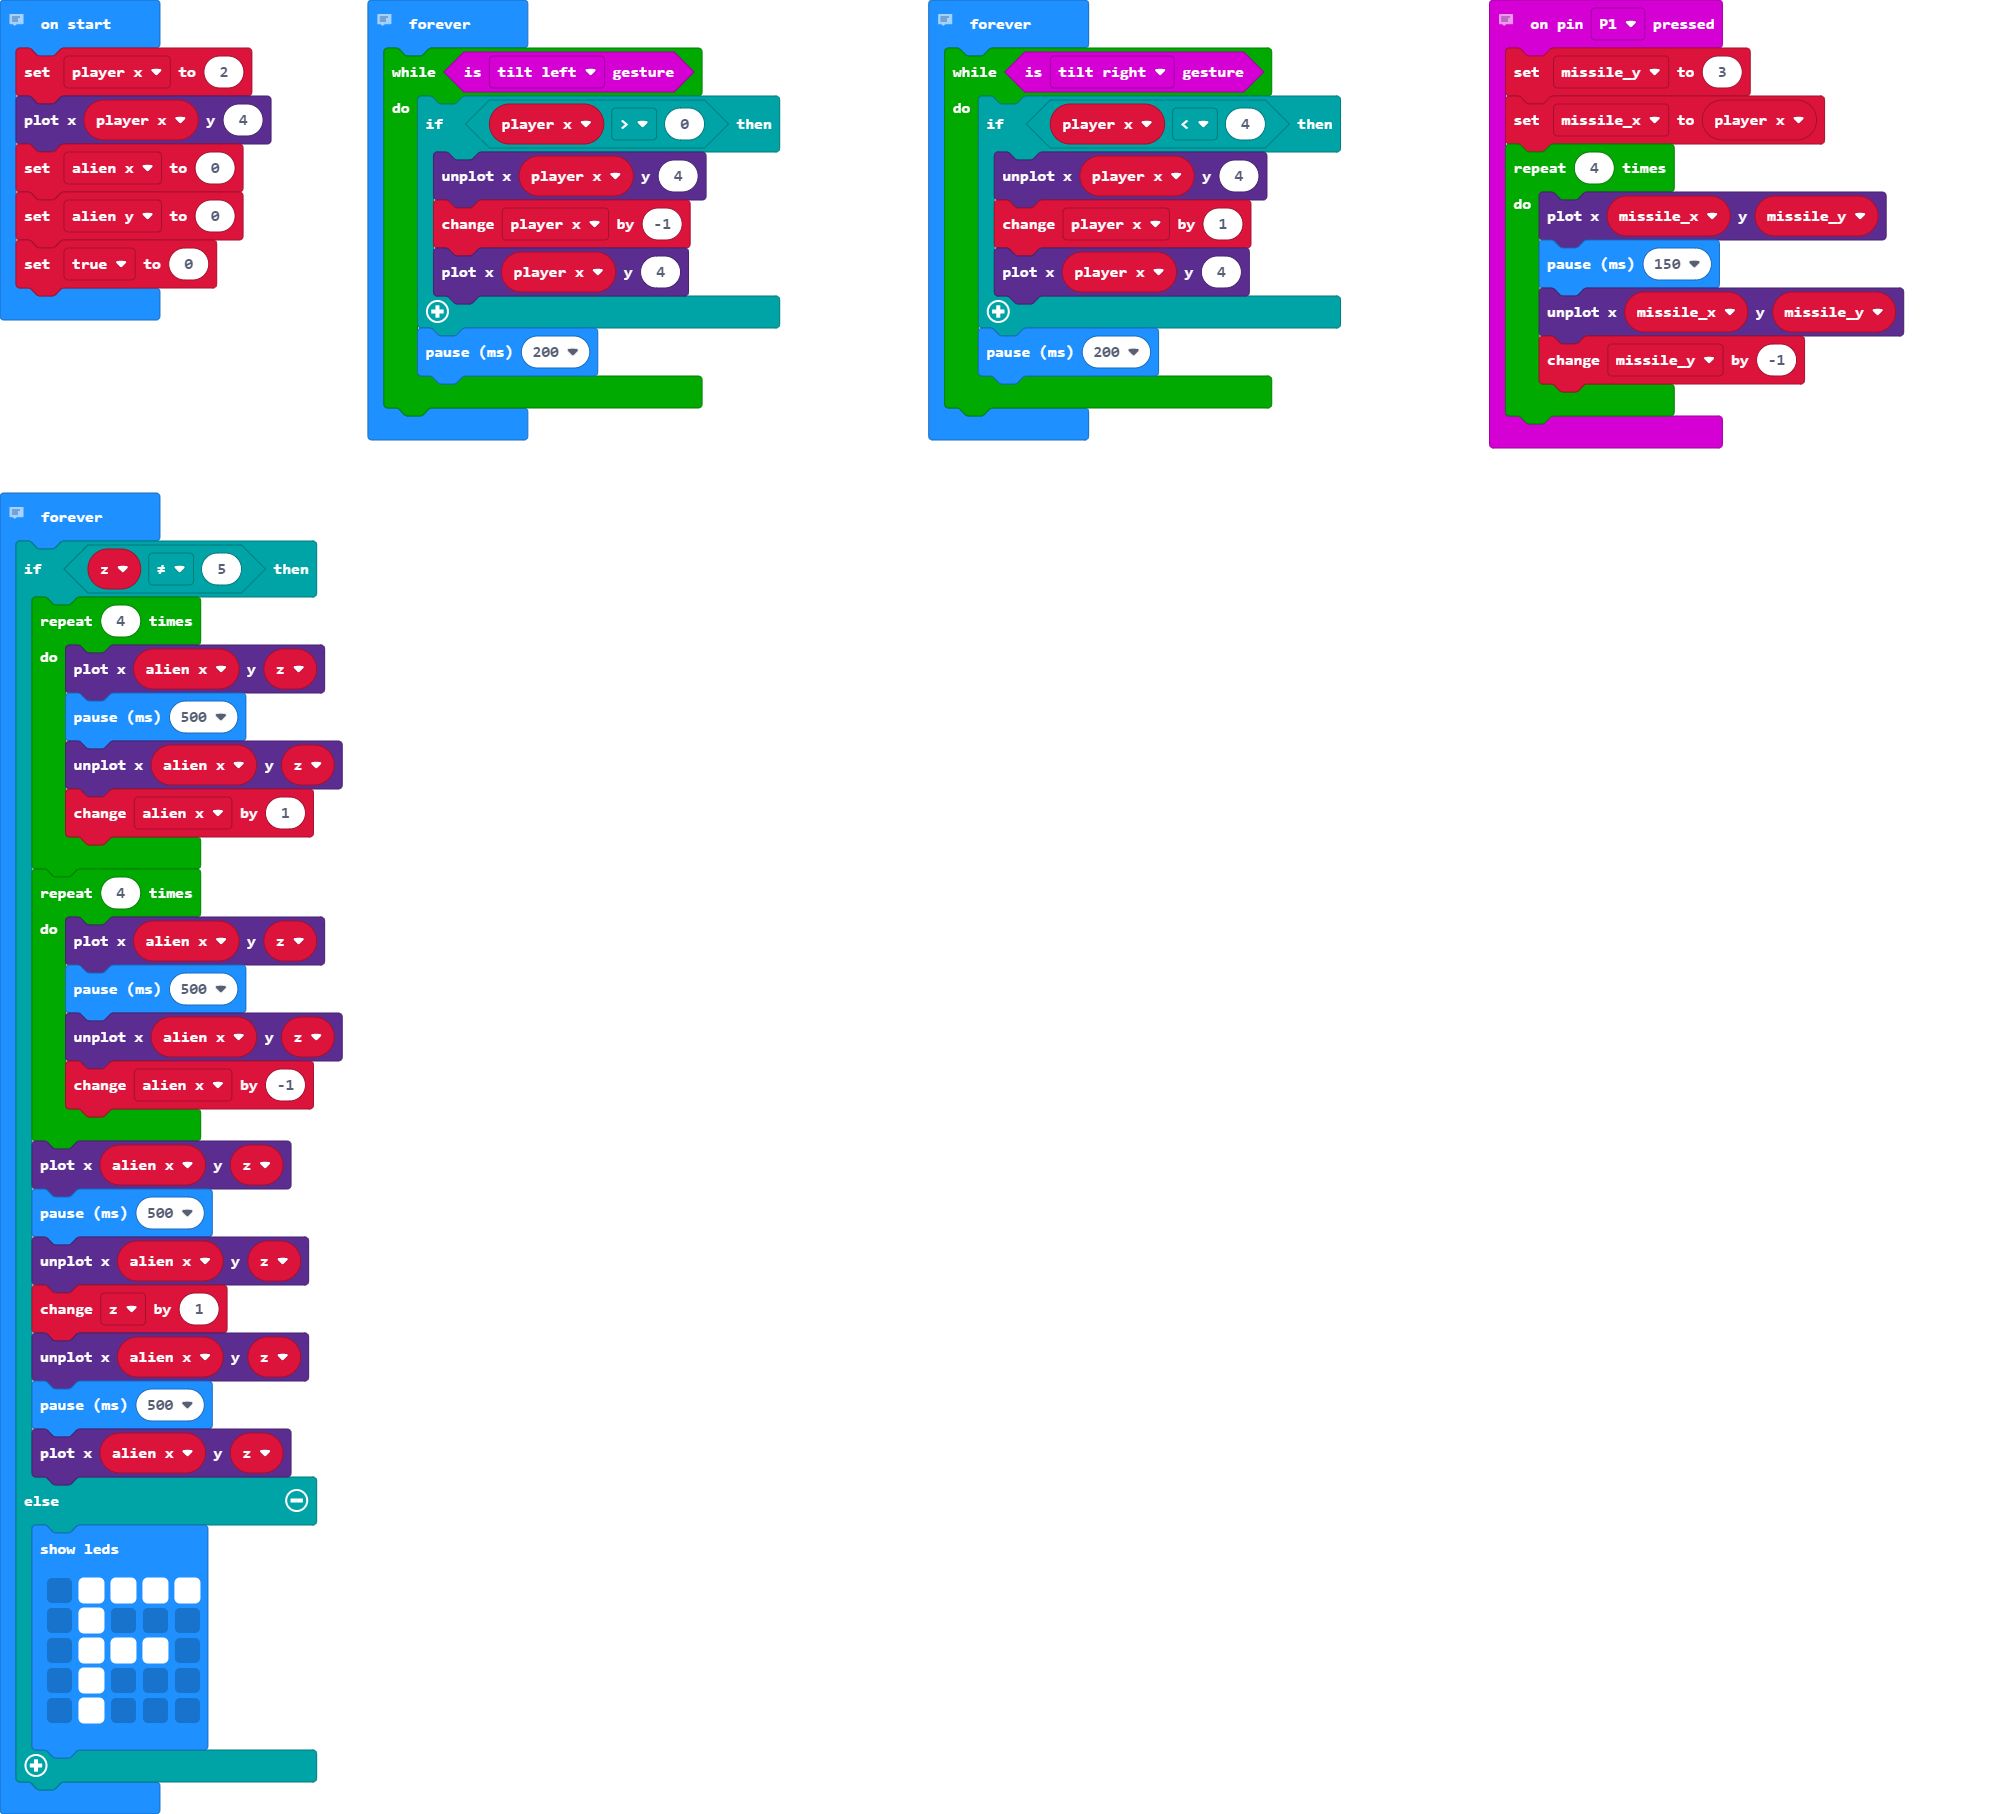 on start
set player x to 2
plot x player x y 4
set alien x to 0
set alien y to 0
set true to 0
forever
while is tilt left gesture
do
if player x > 0 then
unplot x player x y 4
change player x by -1
plot x player x y 4
pause (ms) 200
forever
while is tilt right gesture
do
if player x < 4 then
unplot x player x y 4
change player x by 1
plot x player x y 4
pause (ms) 200
on pin P1 pressed
set missile_y to 3
set missile_x to player x
repeat 4 times
do
plot x missile_x y missile_y
pause (ms) 150
unplot x missile_x y missile_y
change missile_y by -1
forever
if z ≠ 5 then
repeat 4 times
do
plot x alien x y z
pause (ms) 500
unplot x alien x y z
change alien x by 1
repeat 4 times
do
plot x alien x y z
pause (ms) 500
unplot x alien x y z
change alien x by -1
plot x alien x y z
pause (ms) 500
unplot x alien x y z
change z by 1
unplot x alien x y z
pause (ms) 500
plot x alien x y z
else
show leds